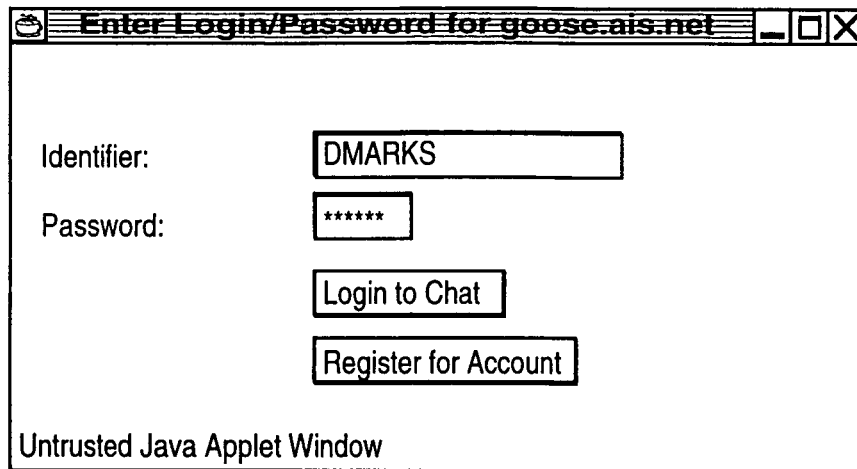 Enter Login/Password for goose.ais.net
Identifier: DMARKS
Password: ******
Login to Chat
Register for Account
Untrusted Java Applet Window